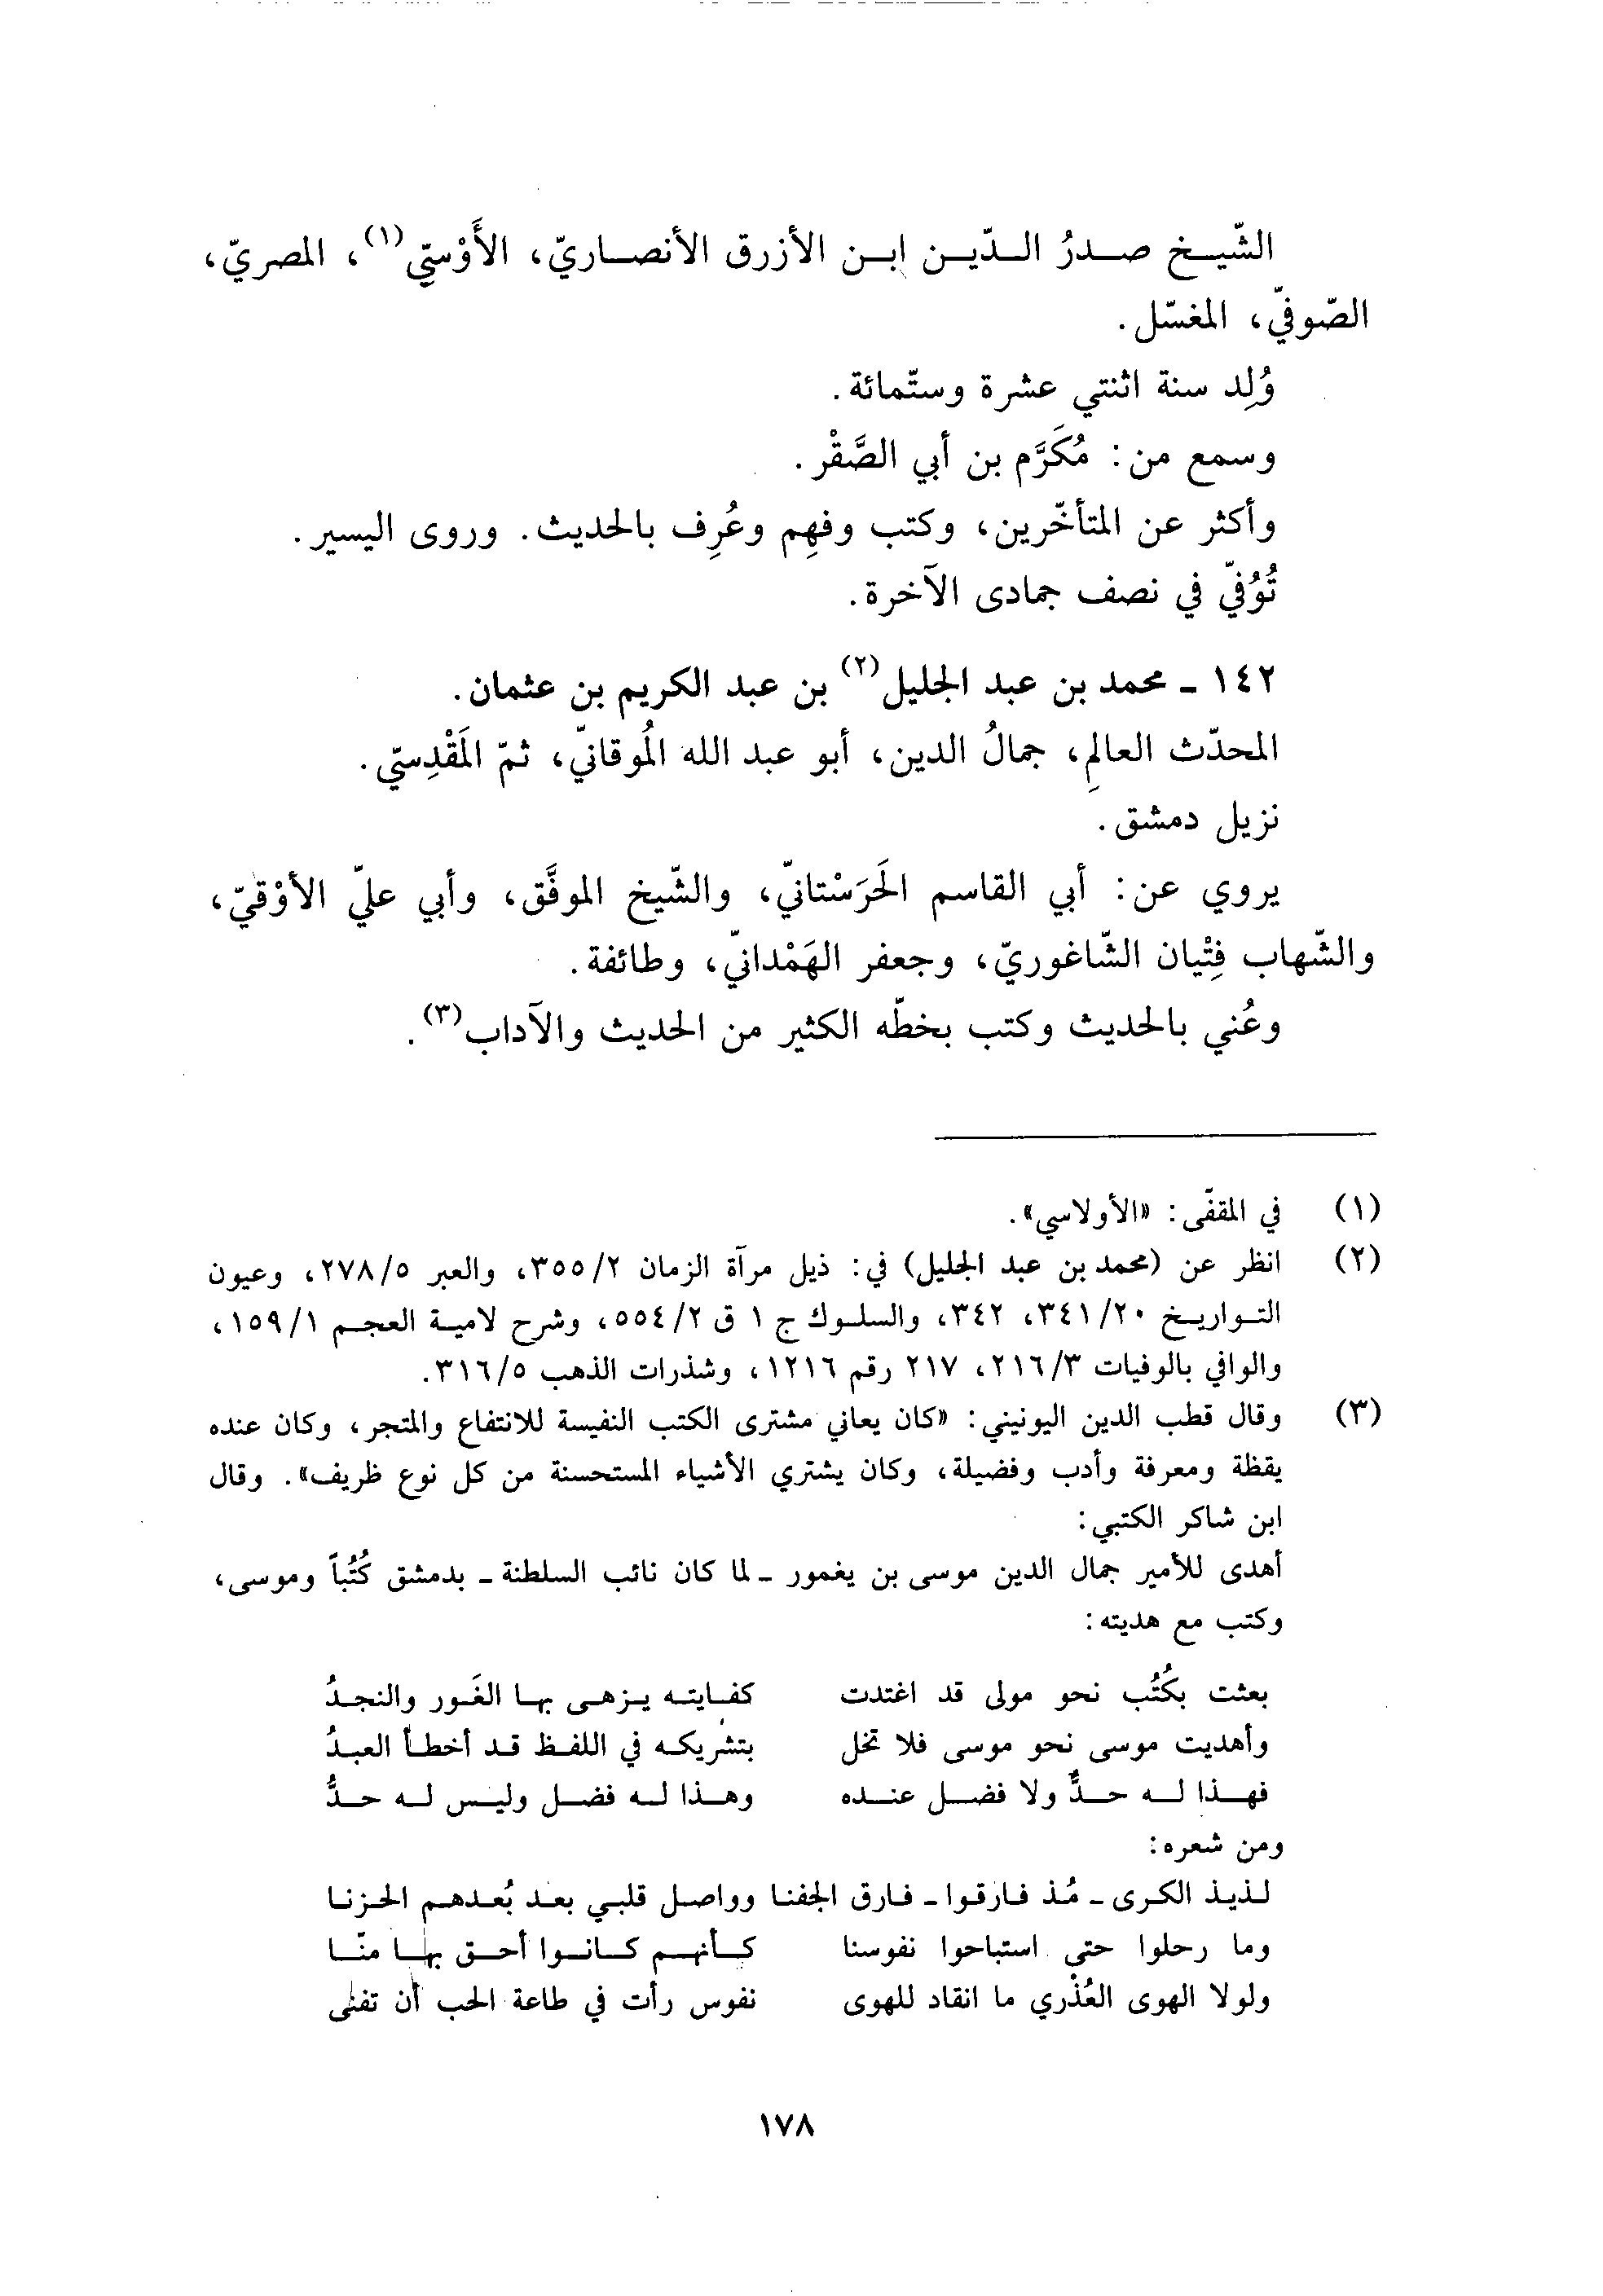 الشّيخ صدرُ الدّين ابن الأزرق الأنصاريّ، الأَوْسيّ(١)، المصريّ،
الصّوفيّ، المغسّل.
وُلِد سنة اثنتي عشرة وستّمائة.
وسمع من: مُكَرَّم بن أبي الصَّقْر.
وأكثر عن المتأخّرين، وكتب وفهِم وعُرِف بالحديث. وروى اليسير.
تُوُفيّ في نصف جمادى الآخرة.
١٤٢ ـ محمد بن عبد الجليل(٢) بن عبد الكريم بن عثمان.
المحدّث العالِم، جمالُ الدين، أبو عبد الله المُوقانيّ، ثمّ المَقْدِسيّ.
نزيل دمشق.
يروي عن: أبي القاسم الحَرَسْتانيّ، والشّيخ الموفَّق، وأبي عليّ الأوْقيّ،
والشّهاب فِتْيان الشّاغوريّ، وجعفر الهَمْدانيّ، وطائفة.
وعُني بالحديث وكتب بخطّه الكثير من الحديث والآداب(٣).
(١) في المقفّى: «الأولاسي».
(٢) انظر عن (محمد بن عبد الجليل) في: ذيل مرآة الزمان ٣٥٥/٢، والعبر ٢٧٨/٥، وعيون
التواريخ ٣٤١/٢٠، ٣٤٢، والسلوك ج ١ ق ٥٥٤/٢، وشرح لامية العجم ١٥٩/١،
والوافي بالوفيات ٢١٦/٣، ٢١٧ رقم ١٢١٦، وشذرات الذهب ٣١٦/٥.
(٣) وقال قطب الدين اليونيني: «كان يعاني مشترى الكتب النفيسة للانتفاع والمتجر، وكان عنده
يقظة ومعرفة وأدب وفضيلة، وكان يشتري الأشياء المستحسنة من كل نوع ظريف». وقال
ابن شاكر الكتبي:
أهدى للأمير جمال الدين موسى بن يغمور ـ لما كان نائب السلطنة ـ بدمشق كُتُباً وموسى،
وكتب مع هديته:
بعثت بكُتُب نحو مولى قد اغتدت كفايته يزهى بها الغَور والنجدُ
وأهديت موسى نحو موسى فلا تخل بتشريكه في اللفظ قد أخطأ العبدُ
فهذا له حدٌّ ولا فضل عنده وهذا له فضل وليس له حدُّ
ومن شعره:
لذيذ الكرى ـ مُذ فارقوا ـ فارق الجفنا وواصل قلبي بعد بُعدهم الحزنا
وما رحلوا حتى استباحوا نفوسنا كأنهم كانوا أحق بها منّا
ولولا الهوى العُذْري ما انقاد للهوى نفوس رأت في طاعة الحب أن تفنى
١٧٨